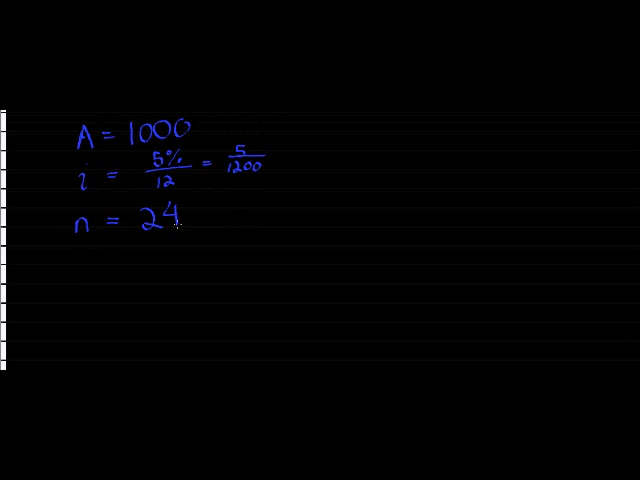 A = 1000
i = 5%/12 = 5/1200
n = 24